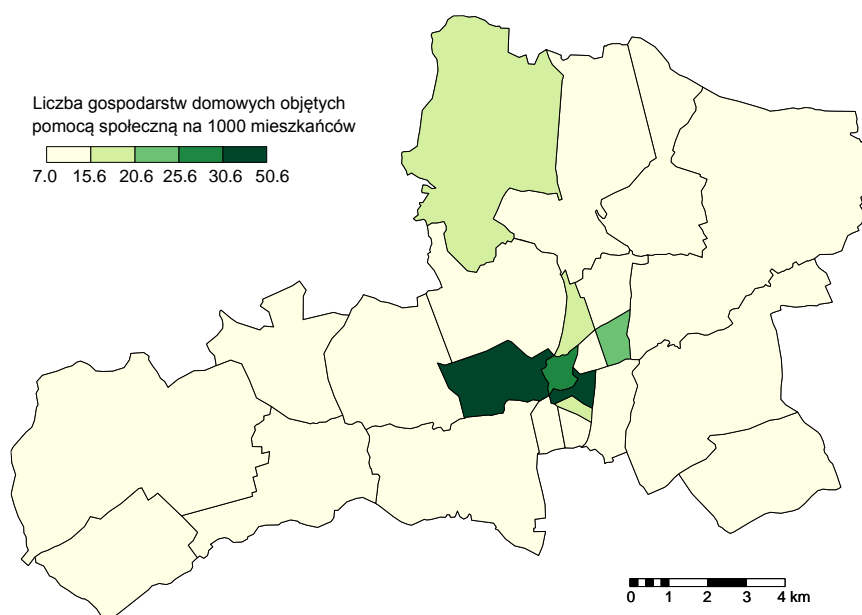 Liczba gospodarstw domowych objętych
pomocą społeczną na 1000 mieszkańców
7.0 15.6 20.6 25.6 30.6 50.6
0 1 2 3 4 km